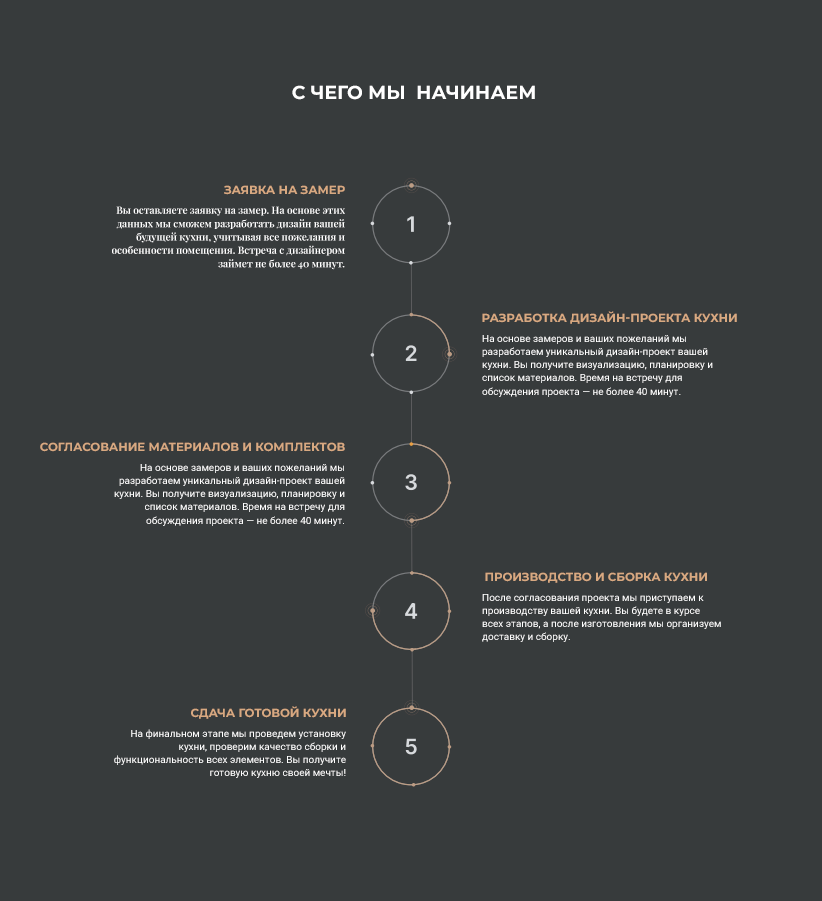 С ЧЕГО МЫ НАЧИНАЕМ
ЗАЯВКА НА ЗАМЕР
Вы оставляете заявку на замер. На основе этих
данных мы сможем разработать дизайн вашей
будущей кухни, учитывая все пожелания и
особенности помещения. Встреча с дизайнером
займет не более 40 минут.
1
РАЗРАБОТКА ДИЗАЙН-ПРОЕКТА КУХНИ
На основе замеров и ваших пожеланий мы
разработаем уникальный дизайн-проект вашей
кухни. Вы получите визуализацию, планировку и
список материалов. Время на встречу для
обсуждения проекта — не более 40 минут.
2
СОГЛАСОВАНИЕ МАТЕРИАЛОВ И КОМПЛЕКТОВ
На основе замеров и ваших пожеланий мы
разработаем уникальный дизайн-проект вашей
кухни. Вы получите визуализацию, планировку и
список материалов. Время на встречу для
обсуждения проекта — не более 40 минут.
3
ПРОИЗВОДСТВО И СБОРКА КУХНИ
После согласования проекта мы приступаем к
производству вашей кухни. Вы будете в курсе
всех этапов, а после изготовления мы организуем
доставку и сборку.
4
СДАЧА ГОТОВОЙ КУХНИ
На финальном этапе мы проведем установку
кухни, проверим качество сборки и
функциональность всех элементов. Вы получите
готовую кухню своей мечты!
5